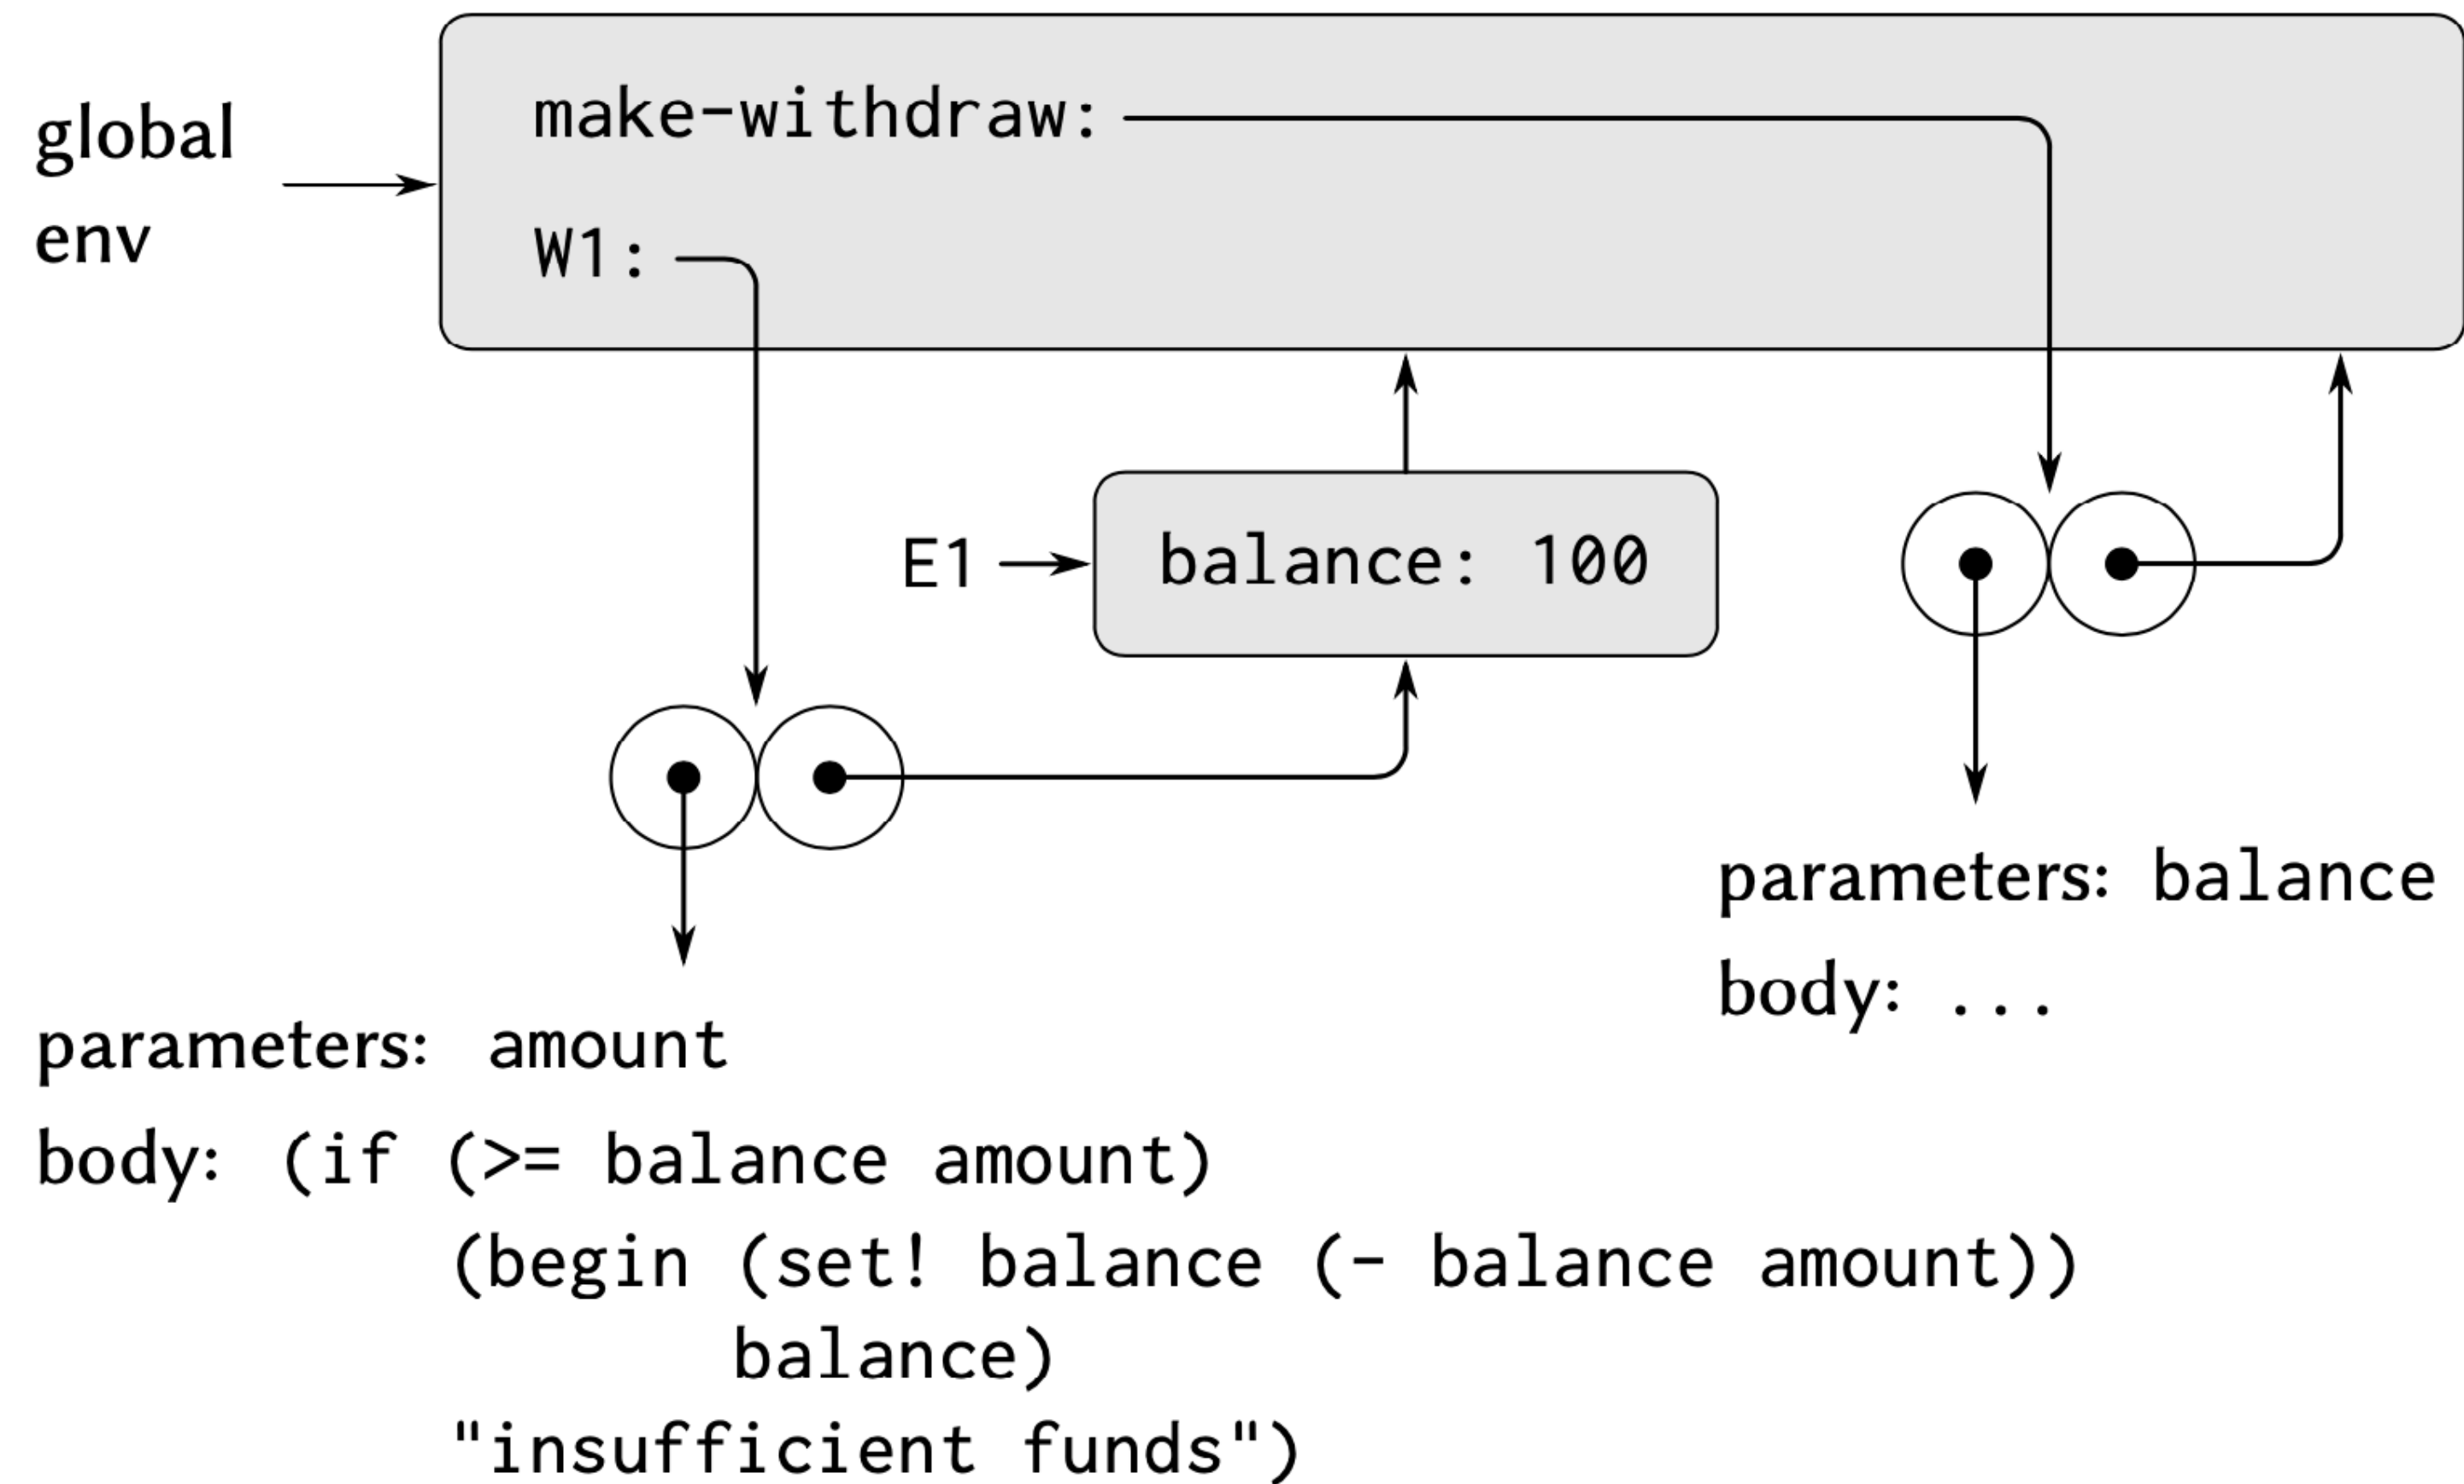 global
env
make-withdraw:
W1:
E1
balance: 100
parameters: balance
body: ...
parameters: amount
body: (if (>= balance amount)
(begin (set! balance (- balance amount))
balance)
"insufficient funds")